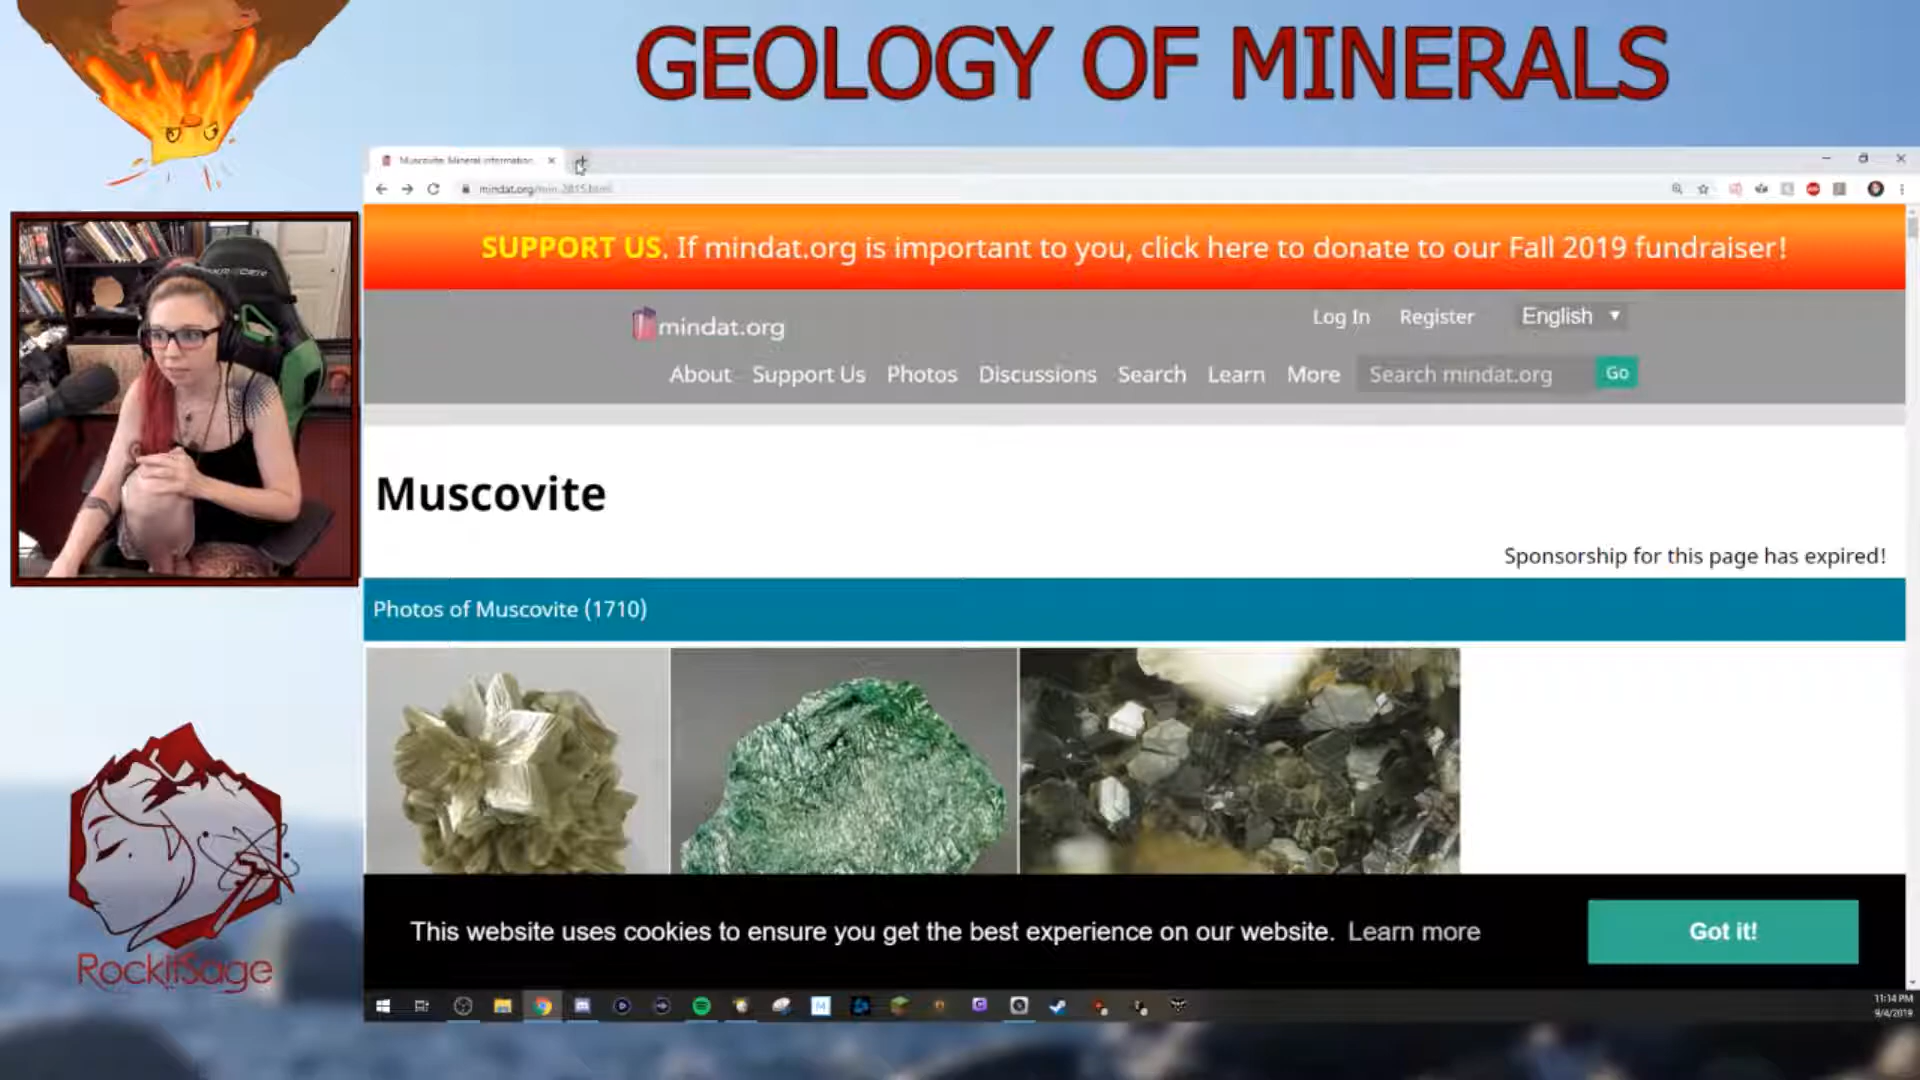 GEOLOGY OF MINERALS
Muscovite: Mineral information,
mindat.org/min-2815.html
SUPPORT US. If mindat.org is important to you, click here to donate to our Fall 2019 fundraiser!
mindat.org
Log In Register English
About Support Us Photos Discussions Search Learn More Search mindat.org Go
Muscovite
Sponsorship for this page has expired!
Photos of Muscovite (1710)
This website uses cookies to ensure you get the best experience on our website. Learn more
Got it!
RockItSage
11:14 PM
9/4/2019